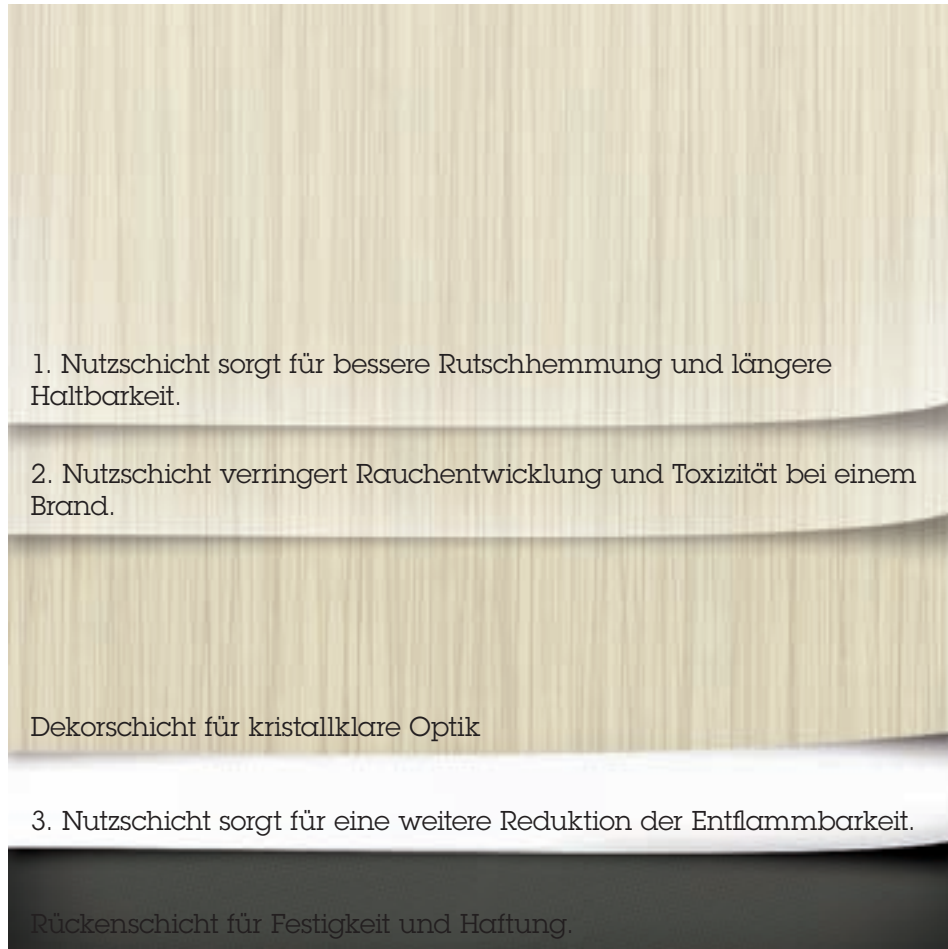 1. Nutzschicht sorgt für bessere Rutschhemmung und längere
Haltbarkeit.
2. Nutzschicht verringert Rauchentwicklung und Toxizität bei einem
Brand.
Dekorschicht für kristallklare Optik
3. Nutzschicht sorgt für eine weitere Reduktion der Entflammbarkeit.
Rückenschicht für Festigkeit und Haftung.